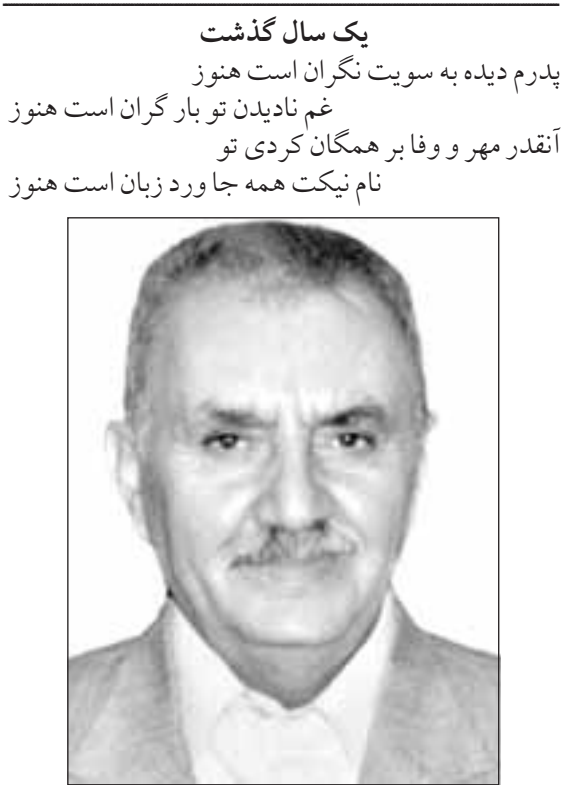 یک سال گذشت
پدرم دیده به سویت نگران است هنوز
غم نادیدن تو بار گران است هنوز
آنقدر مهر و وفا بر همگان کردی تو
نام نیکت همه جا ورد زبان است هنوز